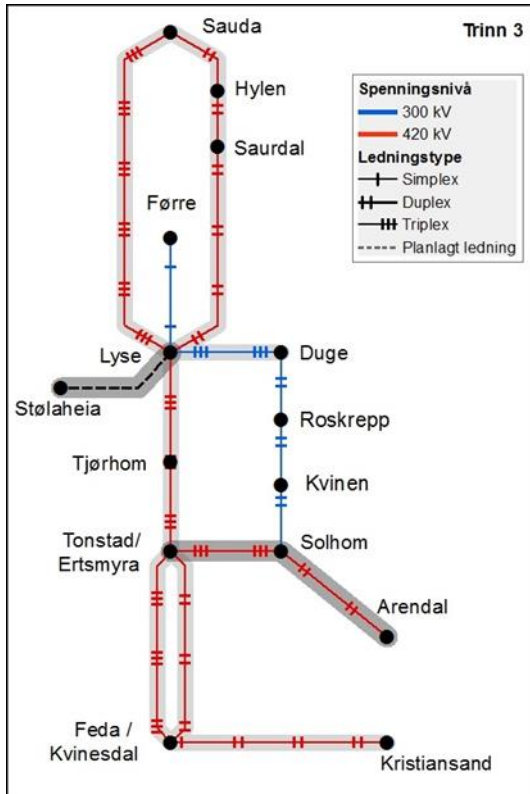 Trinn 3
Sauda
Spenningsnivå
300 kV
420 kV
Ledningstype
Simplex
Duplex
Triplex
Planlagt ledning
Hylen
Saurdal
Førre
Lyse
Duge
Stølaheia
Roskrepp
Tjørhom
Kvinen
Tonstad/
Ertsmyra
Solhom
Arendal
Feda /
Kvinesdal
Kristiansand